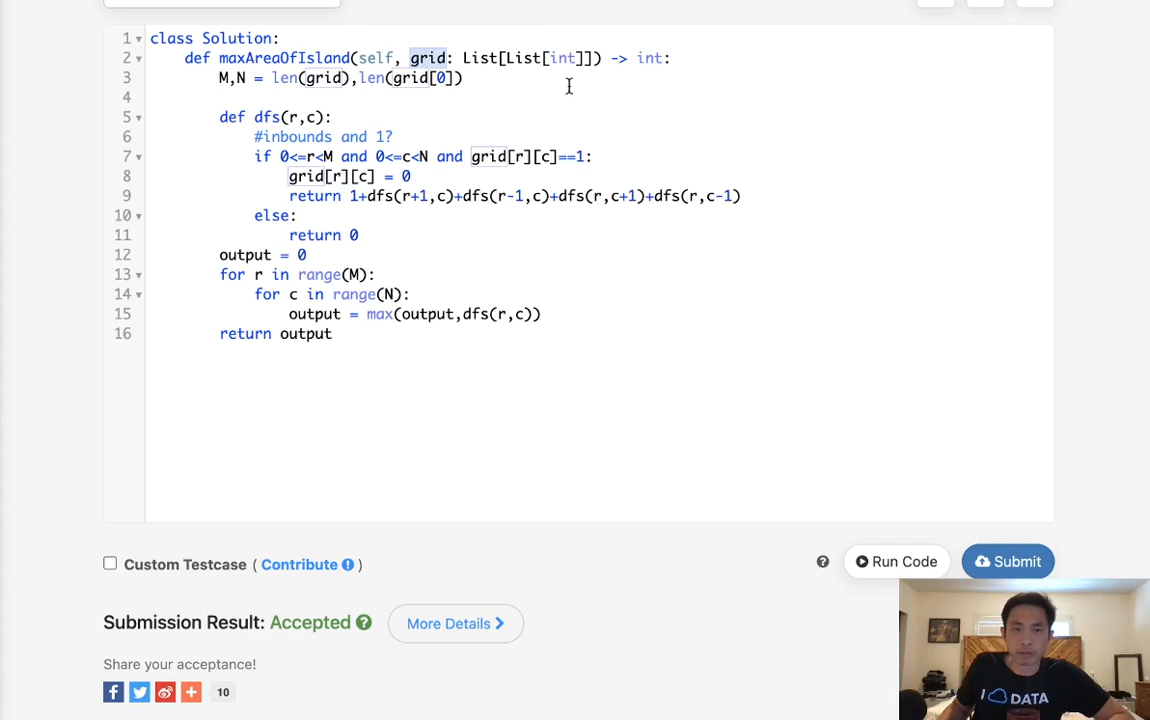 1 class Solution:
2 def maxAreaOfIsland(self, grid: List[List[int]]) -> int:
3 M,N = len(grid),len(grid[0])
4
5 def dfs(r,c):
6 #inbounds and 1?
7 if 0<=r<M and 0<=c<N and grid[r][c]==1:
8 grid[r][c] = 0
9 return 1+dfs(r+1,c)+dfs(r-1,c)+dfs(r,c+1)+dfs(r,c-1)
10 else:
11 return 0
12 output = 0
13 for r in range(M):
14 for c in range(N):
15 output = max(output,dfs(r,c))
16 return output
Custom Testcase ( Contribute ! )
? Run Code Submit
Submission Result: Accepted ? More Details
Share your acceptance!
10
DATA